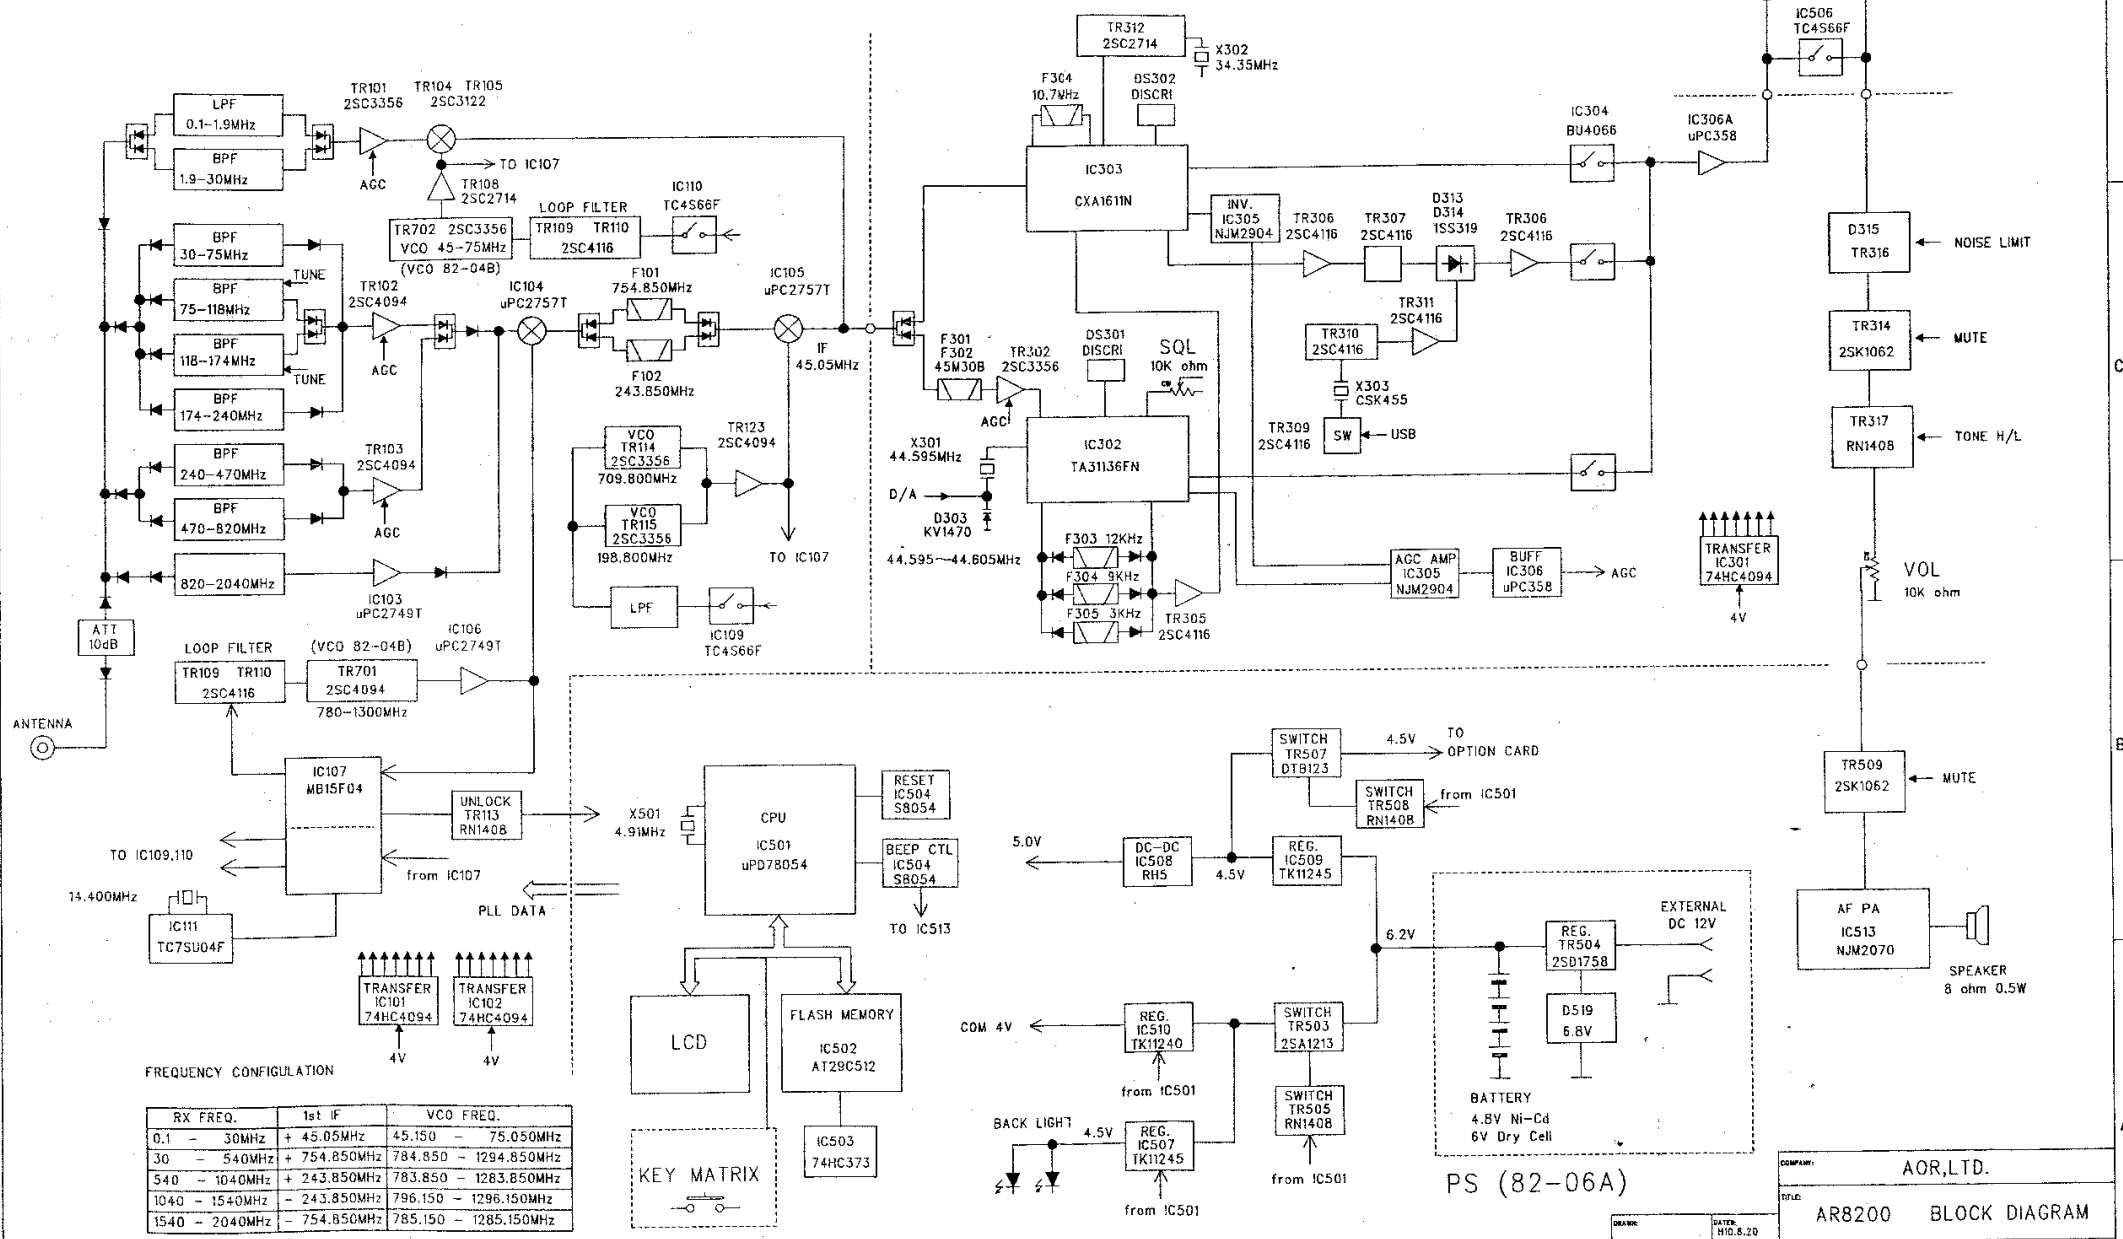 IC506
TC4S66F
TR312
2SC2714
X302
34.35MHz
F304
10.7MHz
DS302
DISCRI
TR101
2SC3356
TR104 TR105
2SC3122
LPF
0.1-1.9MHz
BPF
1.9-30MHz
AGC
TO IC107
TR108
2SC2714
IC110
TC4S66F
LOOP FILTER
TR702 2SC3356
VCO 45-75MHz
(VCO 82-04B)
TR109 TR110
2SC4116
IC303
CXA1611N
IC304
BU4066
IC306A
uPC358
INV.
IC305
NJM2904
TR306
2SC4116
TR307
2SC4116
D313
D314
1SS319
TR306
2SC4116
D315
TR316
NOISE LIMIT
BPF
30-75MHz
TUNE
BPF
75-118MHz
BPF
118-174MHz
TUNE
BPF
174-240MHz
TR102
2SC4094
AGC
IC104
uPC2757T
F101
754.850MHz
F102
243.850MHz
IC105
uPC2757T
IF
45.05MHz
F301
F302
45M30B
TR302
2SC3356
AGC
DS301
DISCRI
SQL
10K ohm
CW
TR311
2SC4116
TR310
2SC4116
X303
CSK455
TR309
2SC4116
SW
USB
TR314
2SK1062
MUTE
TR317
RN1408
TONE H/L
C
BPF
240-470MHz
BPF
470-820MHz
TR103
2SC4094
AGC
820-2040MHz
IC103
uPC2749T
VCO
TR114
2SC3356
709.800MHz
VCO
TR115
2SC3356
198.800MHz
TR123
2SC4094
TO IC107
LPF
IC109
TC4S66F
X301
44.595MHz
D/A
D303
KV1470
44.595~44.605MHz
IC302
TA31136FN
F303 12KHz
F304 9KHz
F305 3KHz
TR305
2SC4116
AGC AMP
IC305
NJM2904
BUFF
IC306
uPC358
AGC
TRANSFER
IC301
74HC4094
4V
VOL
10K ohm
ATT
10dB
ANTENNA
LOOP FILTER
TR109 TR110
2SC4116
(VCO 82-04B)
TR701
2SC4094
780-1300MHz
IC106
uPC2749T
IC107
MB15F04
UNLOCK
TR113
RN1408
TO IC109,110
from IC107
14.400MHz
IC111
TC7SU04F
TRANSFER
IC101
74HC4094
4V
TRANSFER
IC102
74HC4094
4V
X501
4.91MHz
CPU
IC501
uPD78054
RESET
IC504
S8054
BEEP CTL
IC504
S8054
TO IC513
PLL DATA
LCD
FLASH MEMORY
IC502
AT29C512
IC503
74HC373
KEY MATRIX
SWITCH
TR507
DTB123
4.5V
TO
OPTION CARD
SWITCH
TR508
RN1408
from IC501
5.0V
DC-DC
IC508
RH5
4.5V
REG.
IC509
TK11245
6.2V
COM 4V
REG.
IC510
TK11240
from IC501
SWITCH
TR503
2SA1213
SWITCH
TR505
RN1408
from IC501
BACK LIGHT
4.5V
REG.
IC507
TK11245
from IC501
EXTERNAL
DC 12V
REG.
TR504
2SD1758
D519
6.8V
BATTERY
4.8V Ni-Cd
6V Dry Cell
PS (82-06A)
TR509
2SK1062
MUTE
B
AF PA
IC513
NJM2070
SPEAKER
8 ohm 0.5W
FREQUENCY CONFIGULATION
RX FREQ. 1st IF VCO FREQ.
0.1 - 30MHz + 45.05MHz 45.150 - 75.050MHz
30 - 540MHz + 754.850MHz 784.850 - 1294.850MHz
540 - 1040MHz + 243.850MHz 783.850 - 1283.850MHz
1040 - 1540MHz - 243.850MHz 796.150 - 1296.150MHz
1540 - 2040MHz - 754.850MHz 785.150 - 1285.150MHz
COMPANY: AOR,LTD.
TITLE: AR8200 BLOCK DIAGRAM
DRAWN:
DATE:
H10.8.20